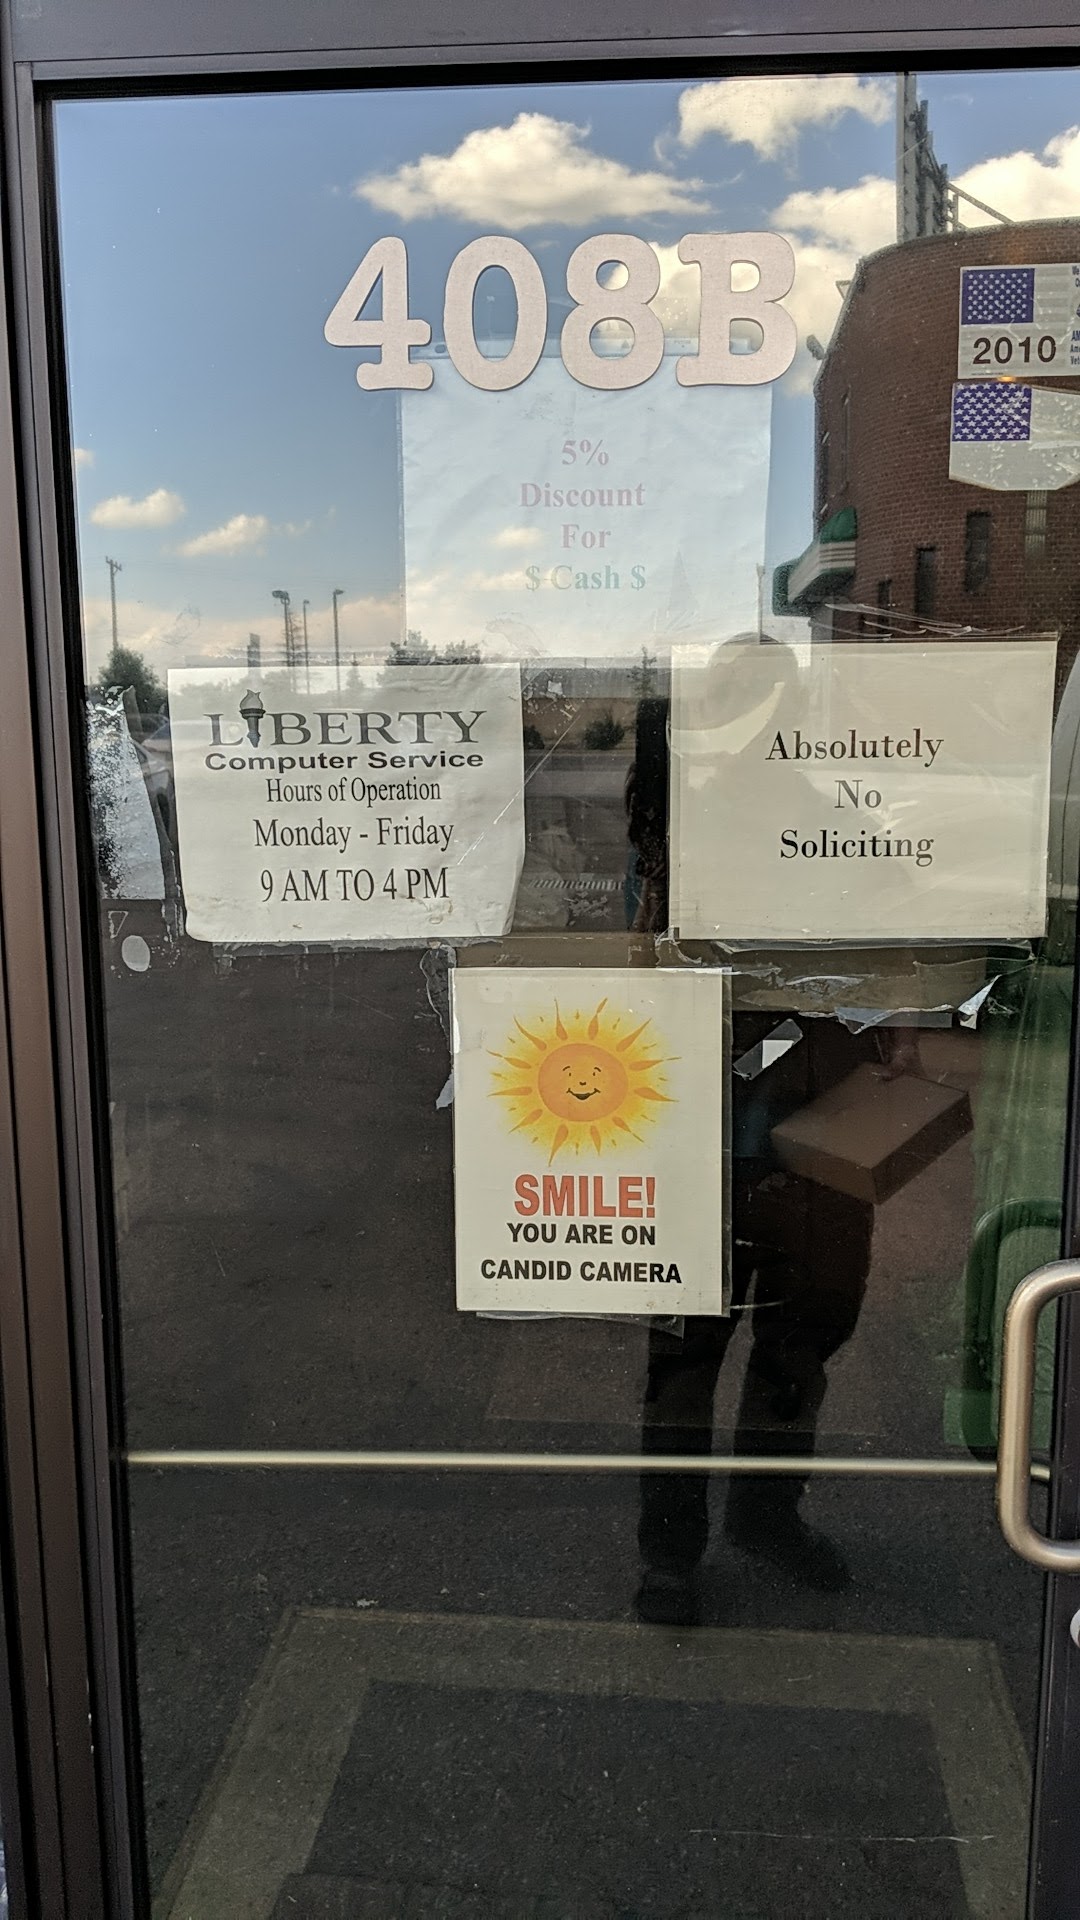 408B
5%
Discount
For
$ Cash $
2010
LIBERTY
Computer Service
Hours of Operation
Monday - Friday
9 AM TO 4 PM
Absolutely
No
Soliciting
SMILE!
YOU ARE ON
CANDID CAMERA